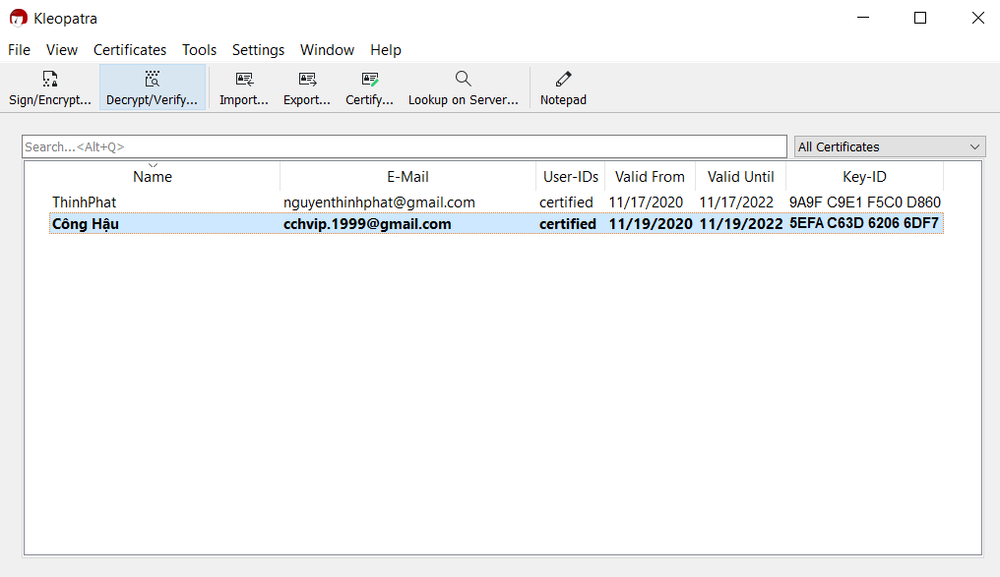 Kleopatra
File View Certificates Tools Settings Window Help
Sign/Encrypt... Decrypt/Verify... Import... Export... Certify... Lookup on Server... Notepad
Search...<Alt+Q> All Certificates
Name E-Mail User-IDs Valid From Valid Until Key-ID
ThinhPhat nguyenthinhphat@gmail.com certified 11/17/2020 11/17/2022 9A9F C9E1 F5C0 D860
Công Hậu cchvip.1999@gmail.com certified 11/19/2020 11/19/2022 5EFA C63D 6206 6DF7